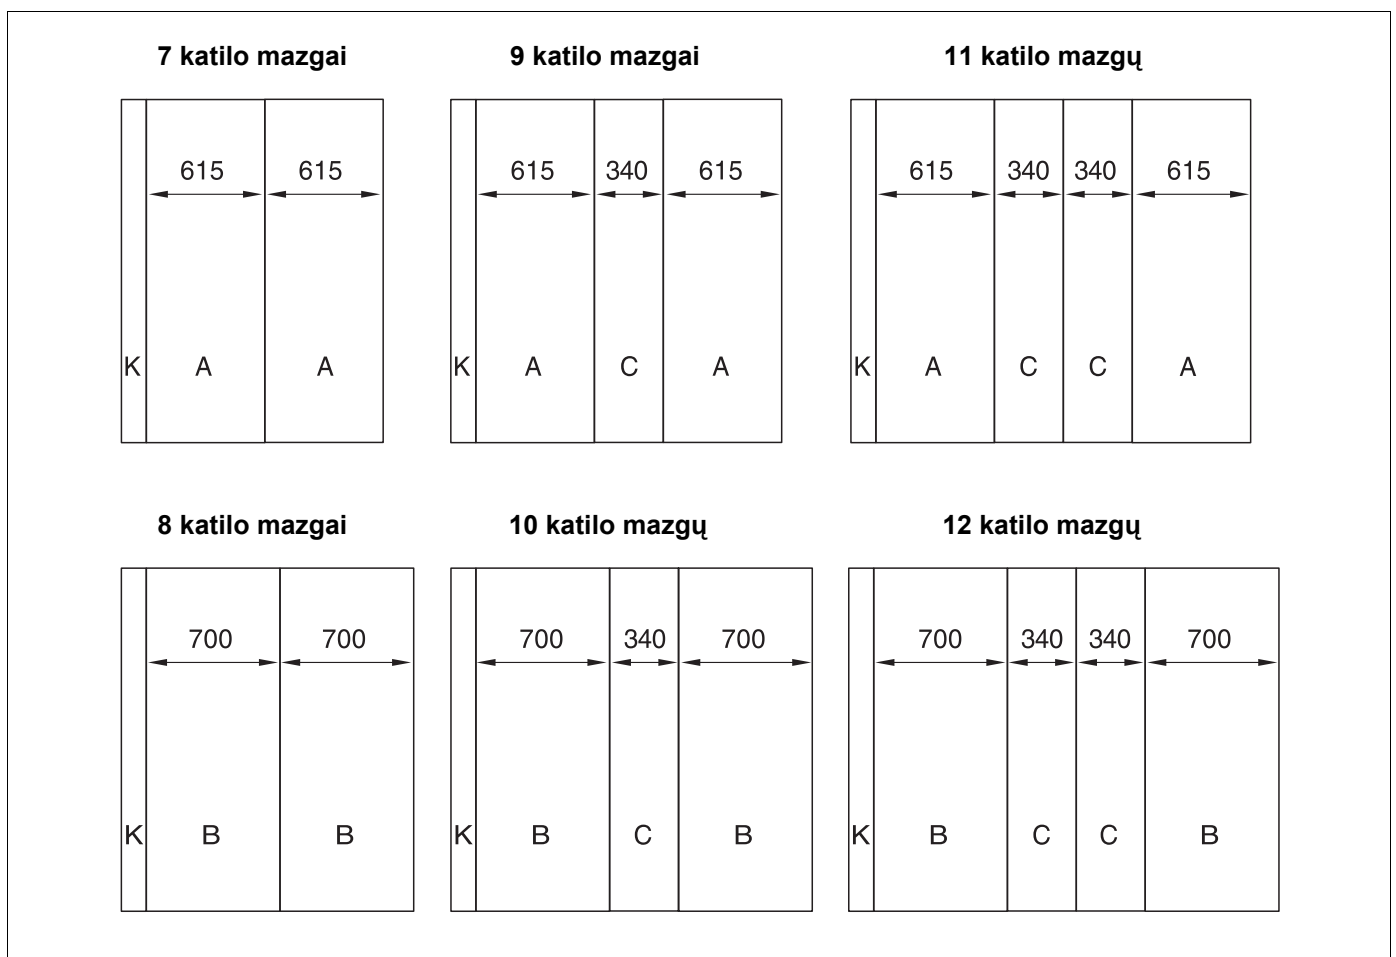 7 katilo mazgai
9 katilo mazgai
11 katilo mazgų
615 615
615 340 615
615 340 340 615
K A A
K A C A
K A C C A
8 katilo mazgai
10 katilo mazgų
12 katilo mazgų
700 700
700 340 700
700 340 340 700
K B B
K B C B
K B C C B